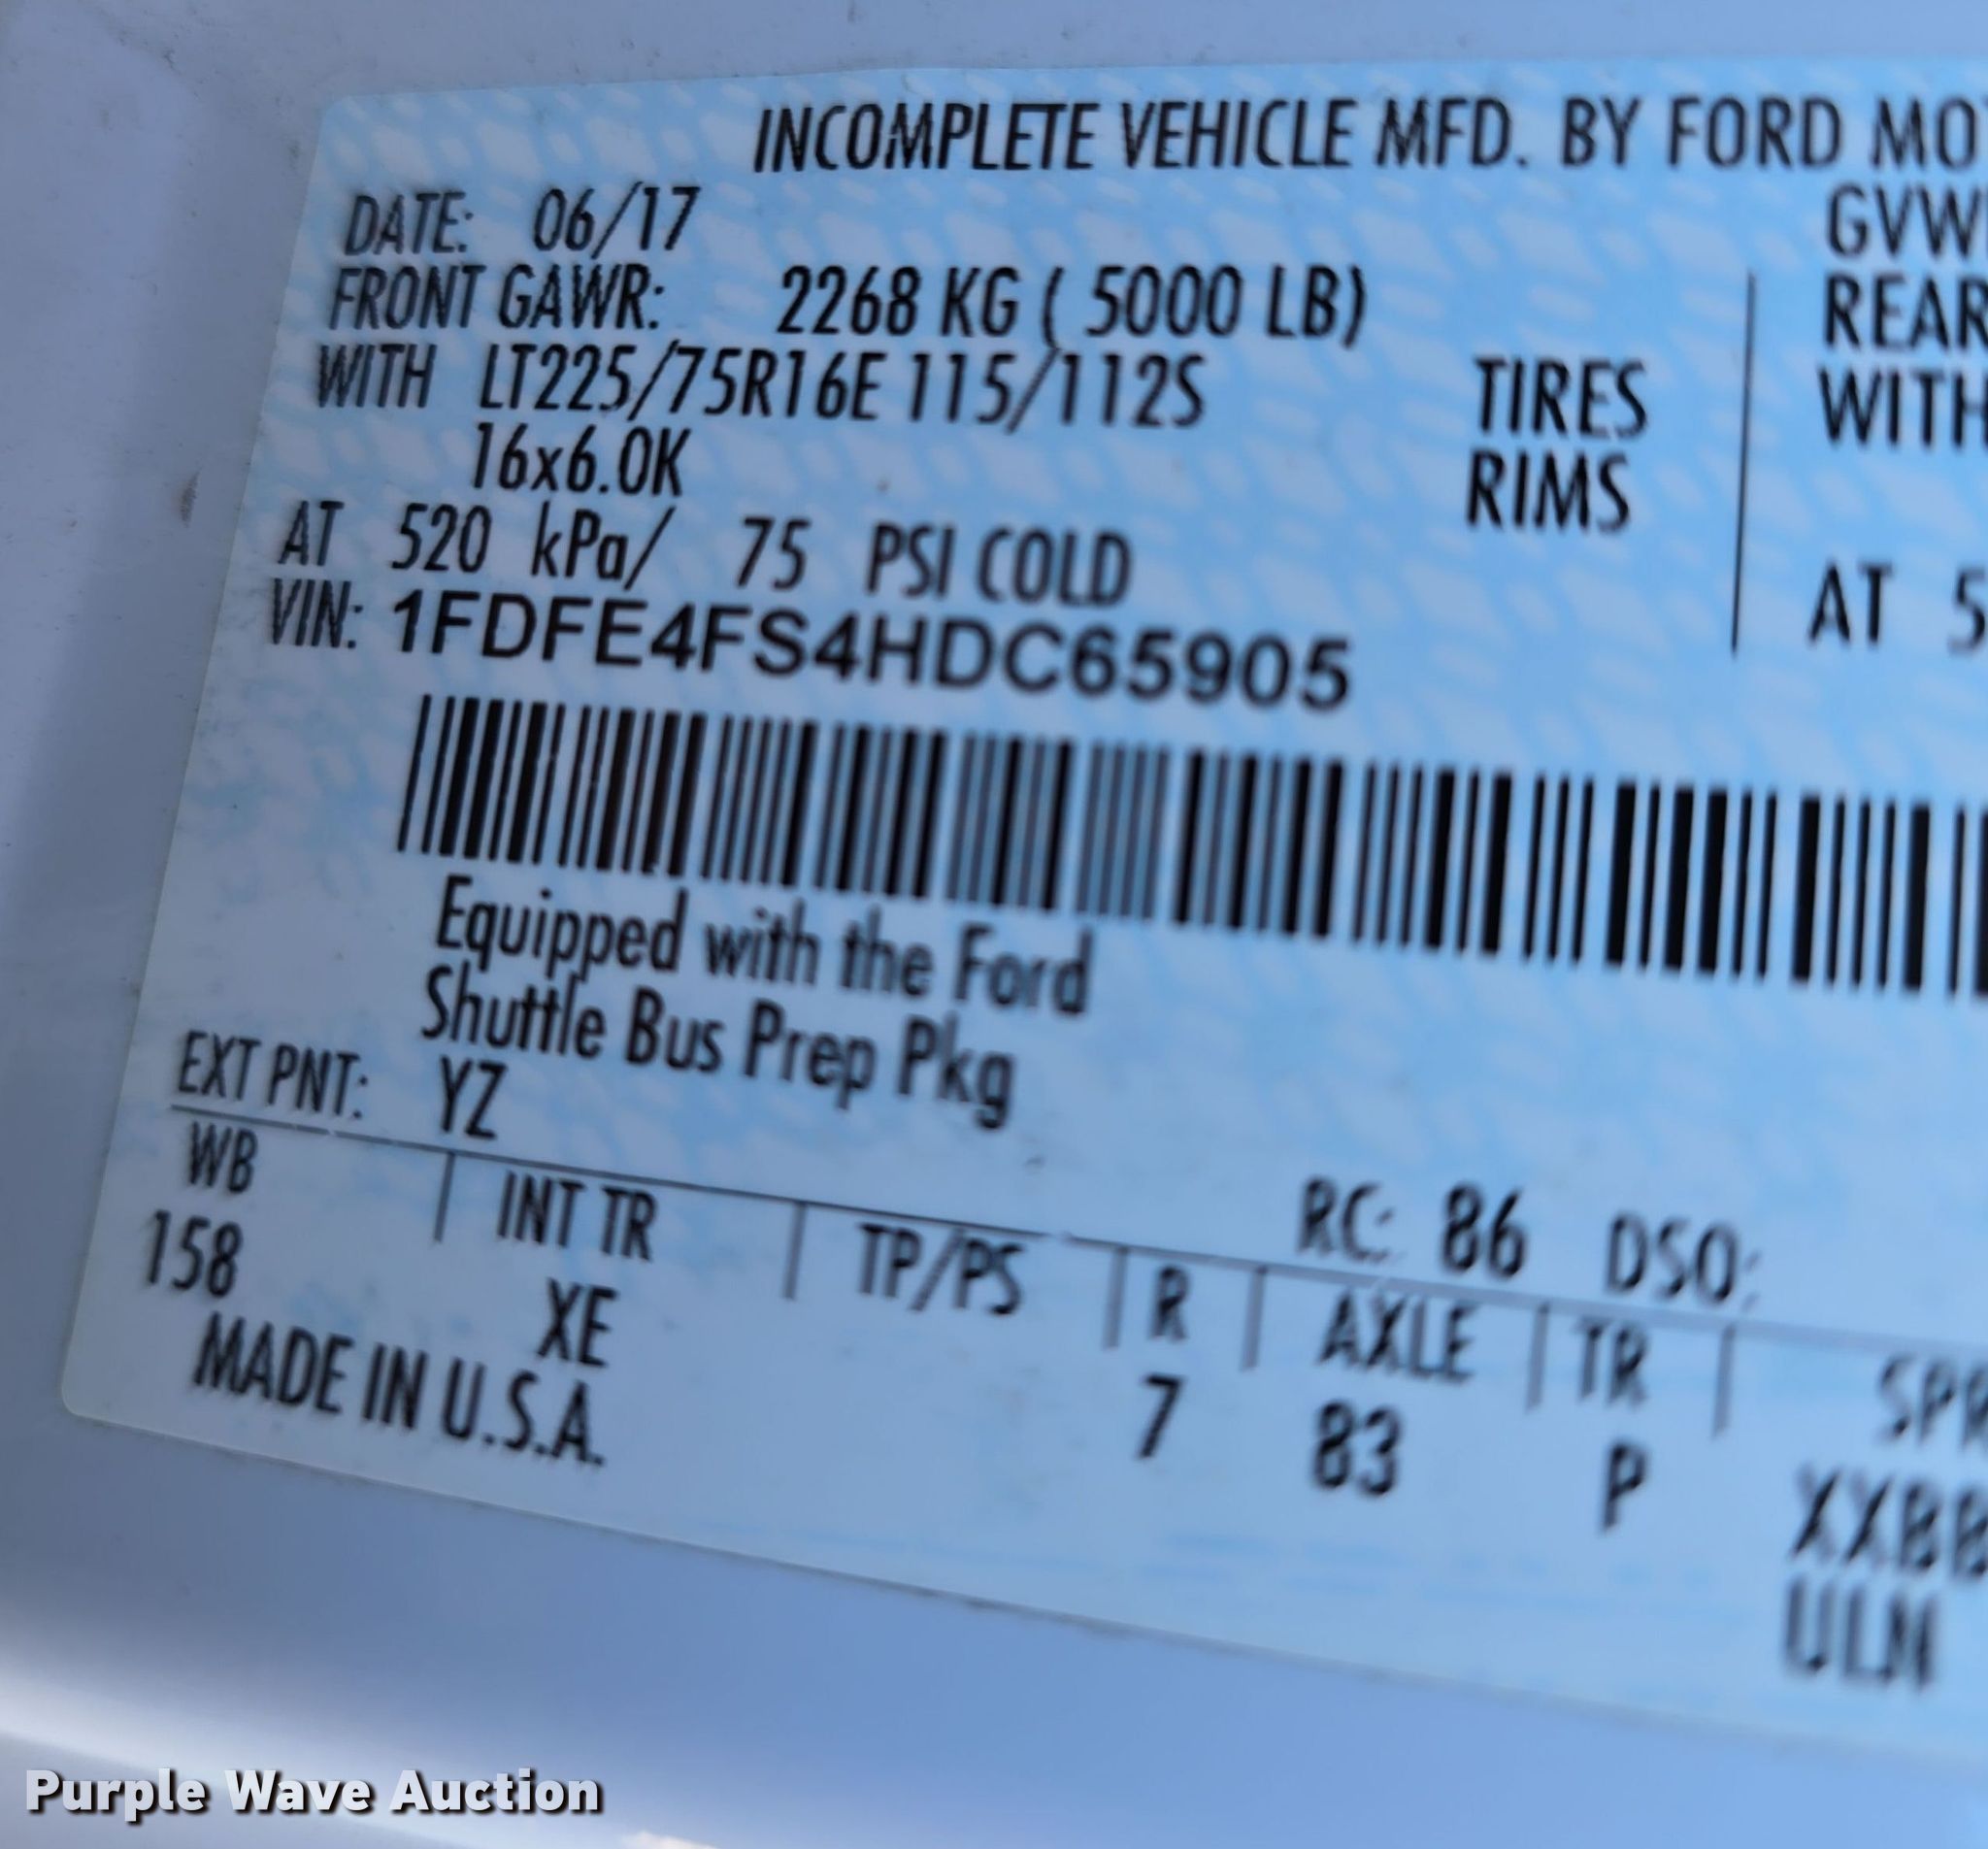 INCOMPLETE VEHICLE MFD. BY FORD MO
DATE: 06/17
GVW
FRONT GAWR: 2268 KG ( 5000 LB)
REAR
WITH LT225/75R16E 115/112S TIRES
WITH
16x6.0K RIMS
AT 520 kPa/ 75 PSI COLD
AT 5
VIN: 1FDFE4FS4HDC65905
Equipped with the Ford
Shuttle Bus Prep Pkg
EXT PNT: YZ
RC: 86 DSO:
WB INT TR TP/PS R AXLE TR SPR
158 XE 7 83 P XXBB
ULN
MADE IN U.S.A.
Purple Wave Auction